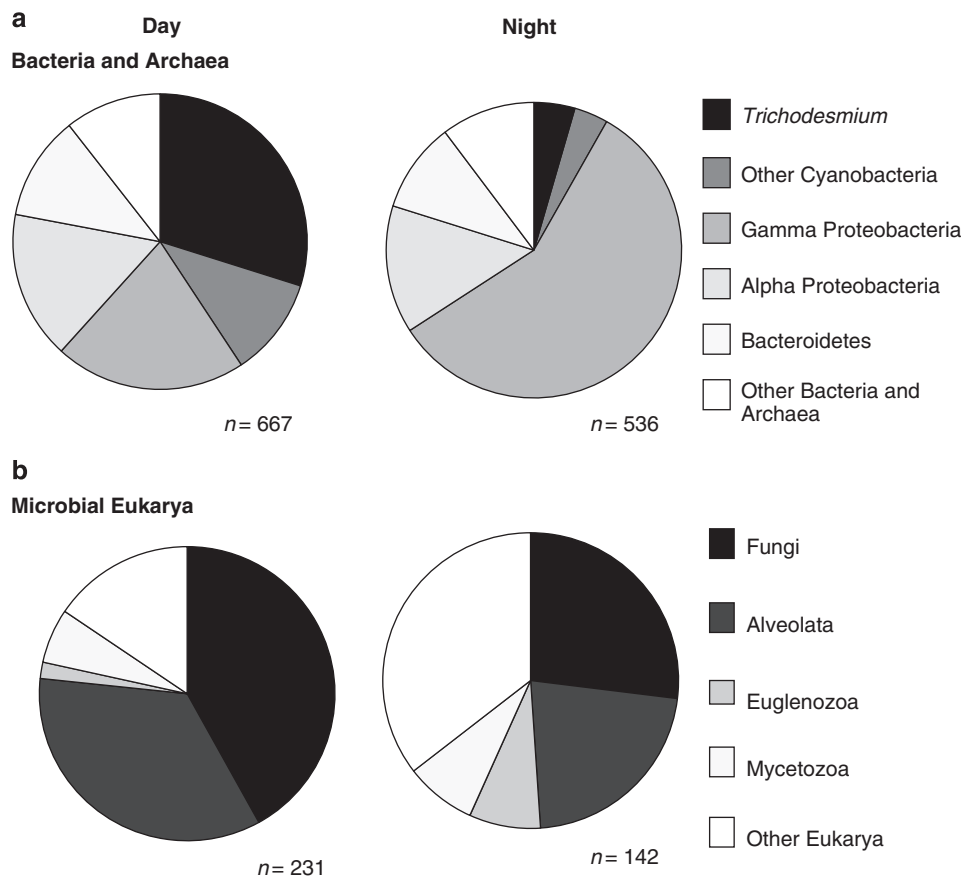 a
Day
Night
Bacteria and Archaea
Trichodesmium
Other Cyanobacteria
Gamma Proteobacteria
Alpha Proteobacteria
Bacteroidetes
Other Bacteria and
Archaea
n= 667
n= 536
b
Microbial Eukarya
Fungi
Alveolata
Euglenozoa
Mycetozoa
Other Eukarya
n= 231
n= 142